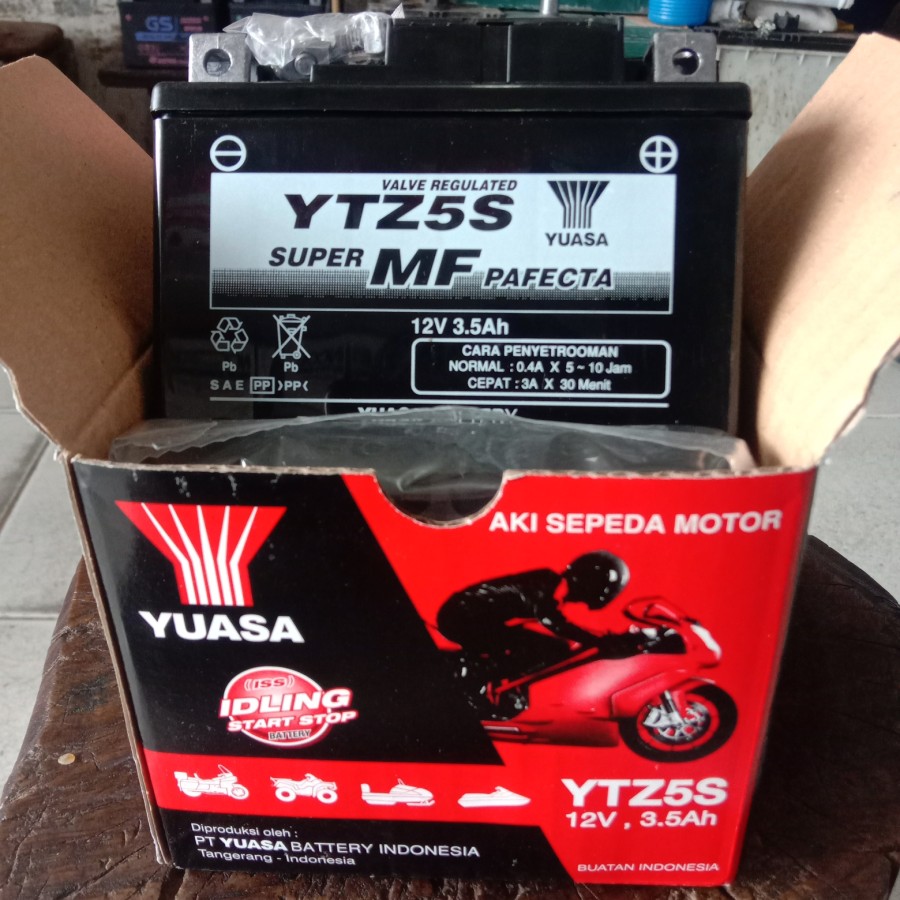 GS
VALVE REGULATED
YTZ5S
YUASA
SUPER MF PAFECTA
12V 3.5Ah
CARA PENYETROOMAN
NORMAL : 0.4A X 5 ~ 10 Jam
CEPAT : 3A X 30 Menit
Pb
Pb
SAE PP >PP<
AKI SEPEDA MOTOR
YUASA
((ISS))
IDLING
START STOP
BATTERY
YTZ5S
12V , 3.5Ah
Diproduksi oleh :
PT YUASA BATTERY INDONESIA
Tangerang - Indonesia
BUATAN INDONESIA